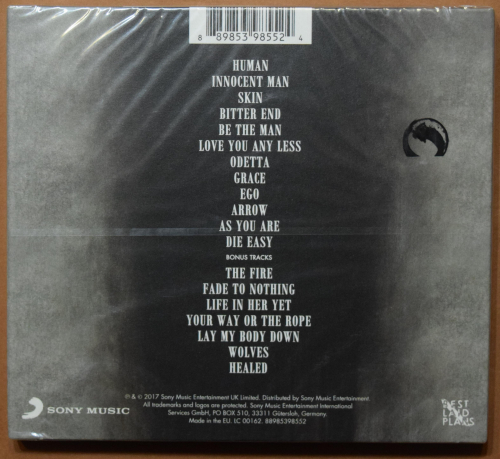 8 89853 98552 4
HUMAN
INNOCENT MAN
SKIN
BITTER END
BE THE MAN
LOVE YOU ANY LESS
ODETTA
GRACE
EGO
ARROW
AS YOU ARE
DIE EASY
BONUS TRACKS
THE FIRE
FADE TO NOTHING
LIFE IN HER YET
YOUR WAY OR THE ROPE
LAY MY BODY DOWN
WOLVES
HEALED
℗ & © 2017 Sony Music Entertainment UK Limited. Distributed by Sony Music Entertainment.
All trademarks and logos are protected. Sony Music Entertainment International
Services GmbH, PO BOX 510, 33311 Gütersloh, Germany.
Made in the EU. LC 00162. 88985398552
SONY MUSIC
BEST
LAID
PLANS